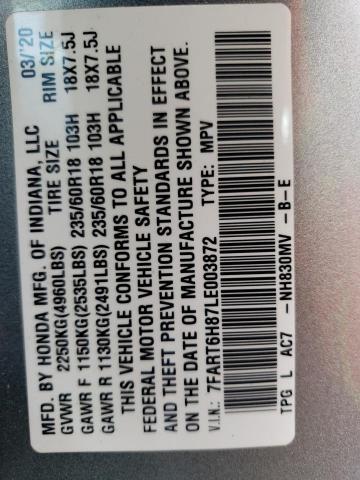 MFD. BY HONDA MFG. OF INDIANA, LLC 03/'20
GVWR 2250KG(4960LBS) TIRE SIZE RIM SIZE
GAWR F 1150KG(2535LBS) 235/60R18 103H 18X7.5J
GAWR R 1130KG(2491LBS) 235/60R18 103H 18X7.5J
THIS VEHICLE CONFORMS TO ALL APPLICABLE
FEDERAL MOTOR VEHICLE SAFETY
AND THEFT PREVENTION STANDARDS IN EFFECT
ON THE DATE OF MANUFACTURE SHOWN ABOVE.
V.I.N.: 7FART6H87LE003872 TYPE: MPV
TPG L AC7 -NH830MV -B-E